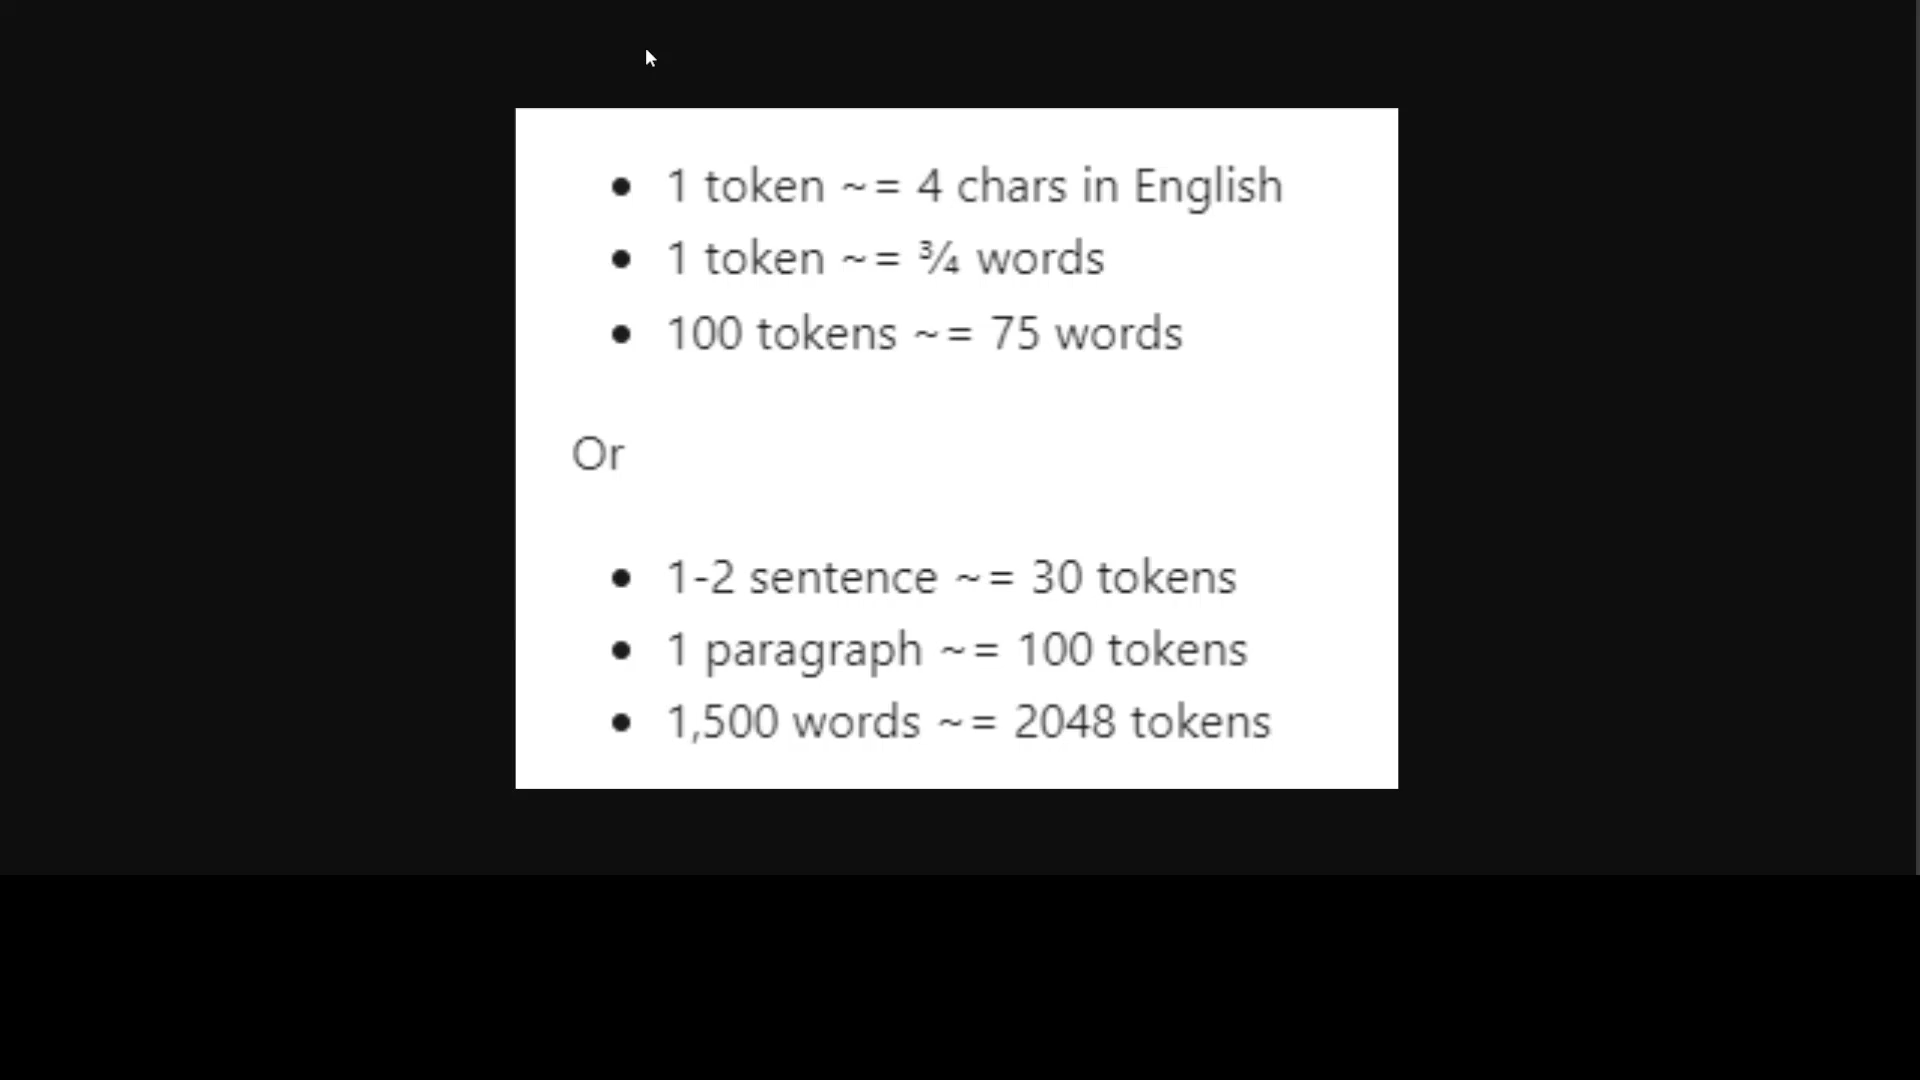 • 1 token ~= 4 chars in English
• 1 token ~= ¾ words
• 100 tokens ~= 75 words
Or
• 1-2 sentence ~= 30 tokens
• 1 paragraph ~= 100 tokens
• 1,500 words ~= 2048 tokens